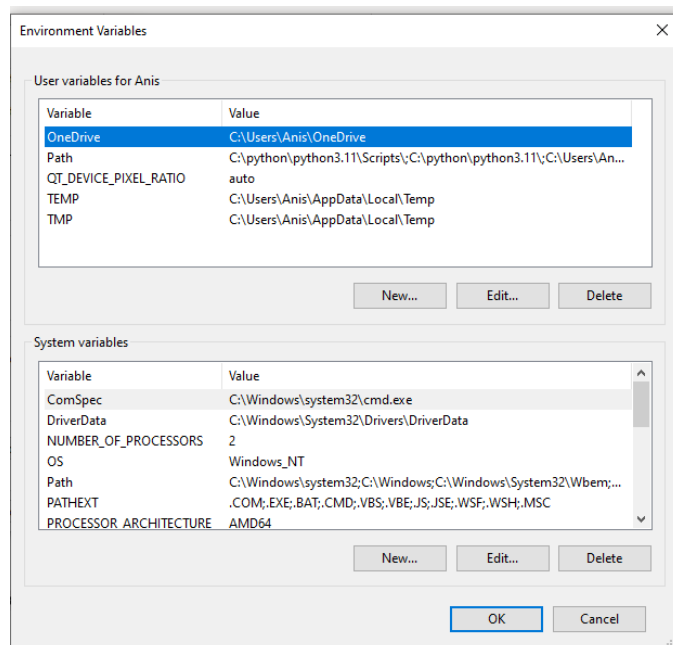 Environment Variables
User variables for Anis
Variable Value
OneDrive C:\Users\Anis\OneDrive
Path C:\python\python3.11\Scripts\;C:\python\python3.11\;C:\Users\An...
QT_DEVICE_PIXEL_RATIO auto
TEMP C:\Users\Anis\AppData\Local\Temp
TMP C:\Users\Anis\AppData\Local\Temp
New... Edit... Delete
System variables
Variable Value
ComSpec C:\Windows\system32\cmd.exe
DriverData C:\Windows\System32\Drivers\DriverData
NUMBER_OF_PROCESSORS 2
OS Windows_NT
Path C:\Windows\system32;C:\Windows;C:\Windows\System32\Wbem;...
PATHEXT .COM;.EXE;.BAT;.CMD;.VBS;.VBE;.JS;.JSE;.WSF;.WSH;.MSC
PROCESSOR_ARCHITECTURE AMD64
New... Edit... Delete
OK Cancel